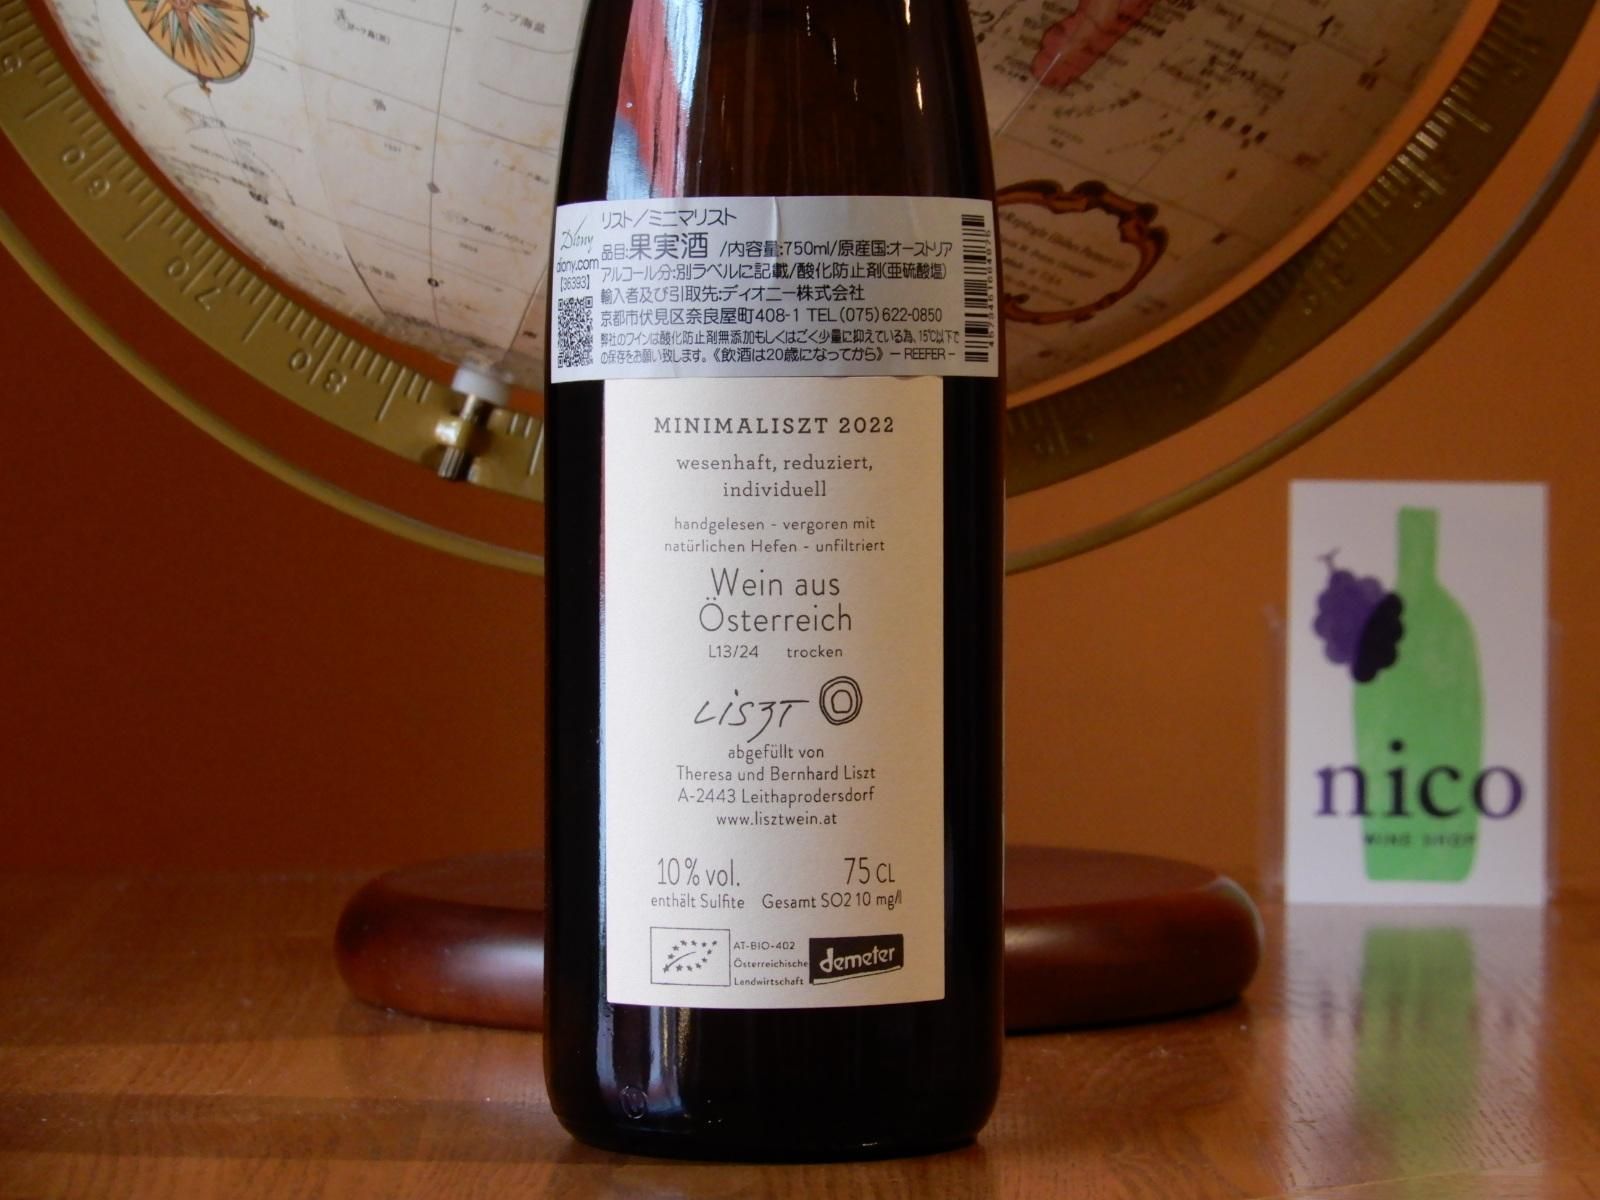 ケープ海盆
Diony
diony.com
【36393】
リスト/ミニマリスト
品目:果実酒 /内容量:750ml/原産国:オーストリア
アルコール分:別ラベルに記載/酸化防止剤(亜硫酸塩)
輸入者及び引取先:ディオニー株式会社
京都市伏見区奈良屋町408-1 TEL(075)622-0850
弊社のワインは酸化防止剤無添加もしくはごく少量に抑えている為、15℃以下で
の保存をお願い致します。《飲酒は20歳になってから》 － REEFER －
MINIMALISZT 2022
wesenhaft, reduziert,
individuell
handgelesen - vergoren mit
natürlichen Hefen - unfiltriert
Wein aus
Österreich
L13/24 trocken
LiSZT
abgefüllt von
Theresa und Bernhard Liszt
A-2443 Leithaprodersdorf
www.lisztwein.at
10% vol. 75 CL
enthält Sulfite Gesamt SO2 10 mg/l
AT-BIO-402
Österreichische
Landwirtschaft
demeter
nico
WINE SHOP